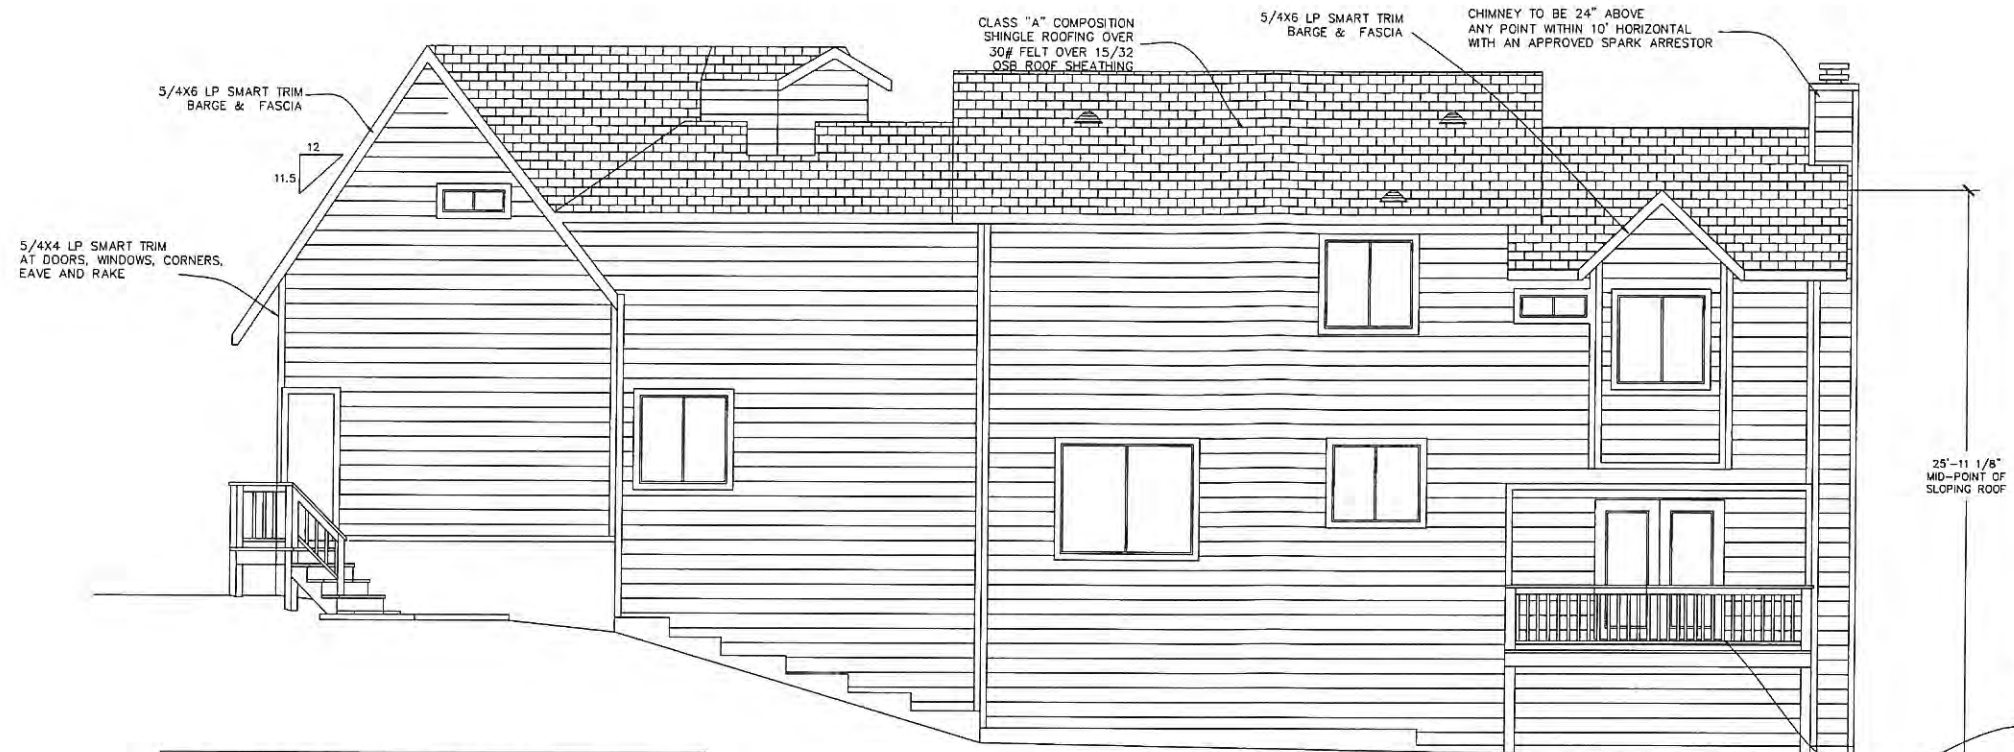 CLASS "A" COMPOSITION
SHINGLE ROOFING OVER
30# FELT OVER 15/32
OSB ROOF SHEATHING
5/4X6 LP SMART TRIM
BARGE & FASCIA
CHIMNEY TO BE 24" ABOVE
ANY POINT WITHIN 10' HORIZONTAL
WITH AN APPROVED SPARK ARRESTOR
5/4X6 LP SMART TRIM
BARGE & FASCIA
12
11.5
5/4X4 LP SMART TRIM
AT DOORS, WINDOWS, CORNERS,
EAVE AND RAKE
25'-11 1/8"
MID-POINT OF
SLOPING ROOF